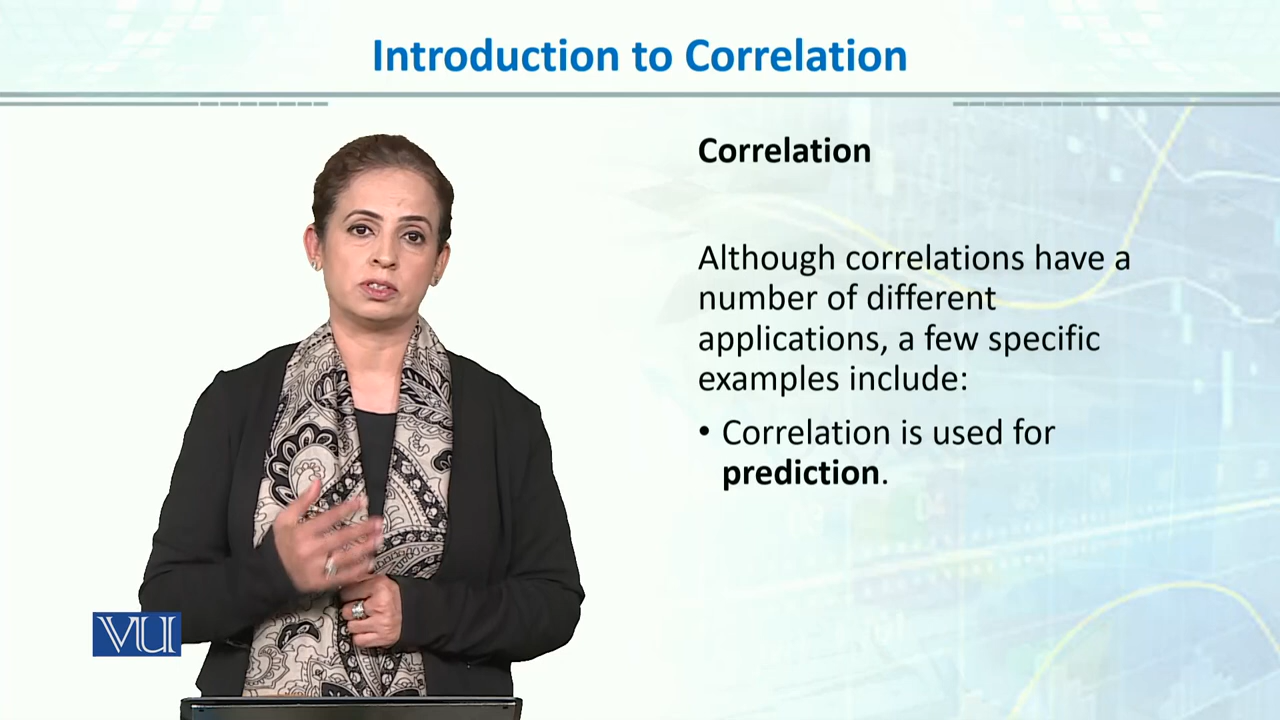 Introduction to Correlation
Correlation
Although correlations have a
number of different
applications, a few specific
examples include:
• Correlation is used for
prediction.
VU